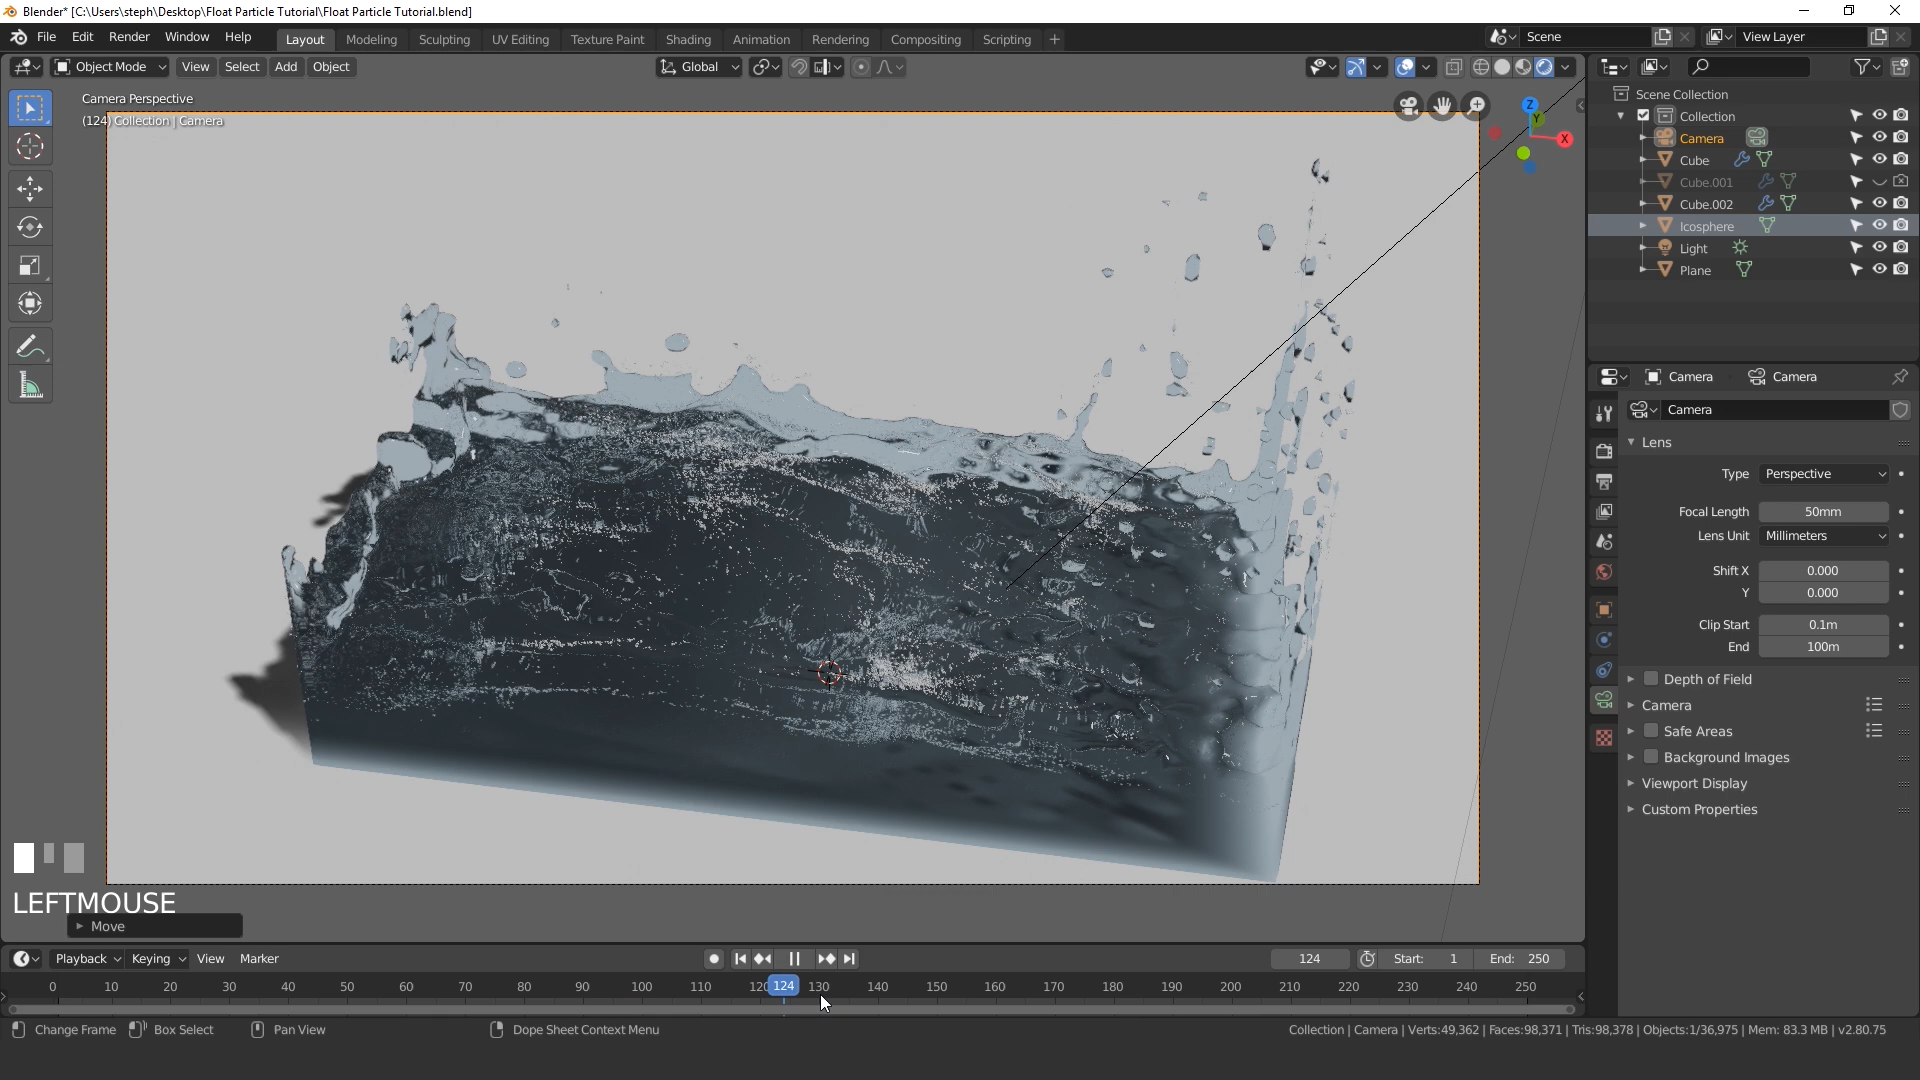 Blender* [C:\Users\steph\Desktop\Float Particle Tutorial\Float Particle Tutorial.blend]
File Edit Render Window Help Layout Modeling Sculpting UV Editing Texture Paint Shading Animation Rendering Compositing Scripting + Scene View Layer
Object Mode View Select Add Object Global
Camera Perspective
(124) Collection | Camera
Z
Y
X
Scene Collection
Collection
Camera
Cube
Cube.001
Cube.002
Icosphere
Light
Plane
Camera Camera
Camera
Lens
Type Perspective
Focal Length 50mm
Lens Unit Millimeters
Shift X 0.000
Y 0.000
Clip Start 0.1m
End 100m
Depth of Field
Camera
Safe Areas
Background Images
Viewport Display
Custom Properties
LEFTMOUSE
Move
Playback Keying View Marker 124 Start: 1 End: 250
0 10 20 30 40 50 60 70 80 90 100 110 120 124 130 140 150 160 170 180 190 200 210 220 230 240 250
Change Frame Box Select Pan View Dope Sheet Context Menu Collection | Camera | Verts:49,362 | Faces:98,371 | Tris:98,378 | Objects:1/36,975 | Mem: 83.3 MB | v2.80.75